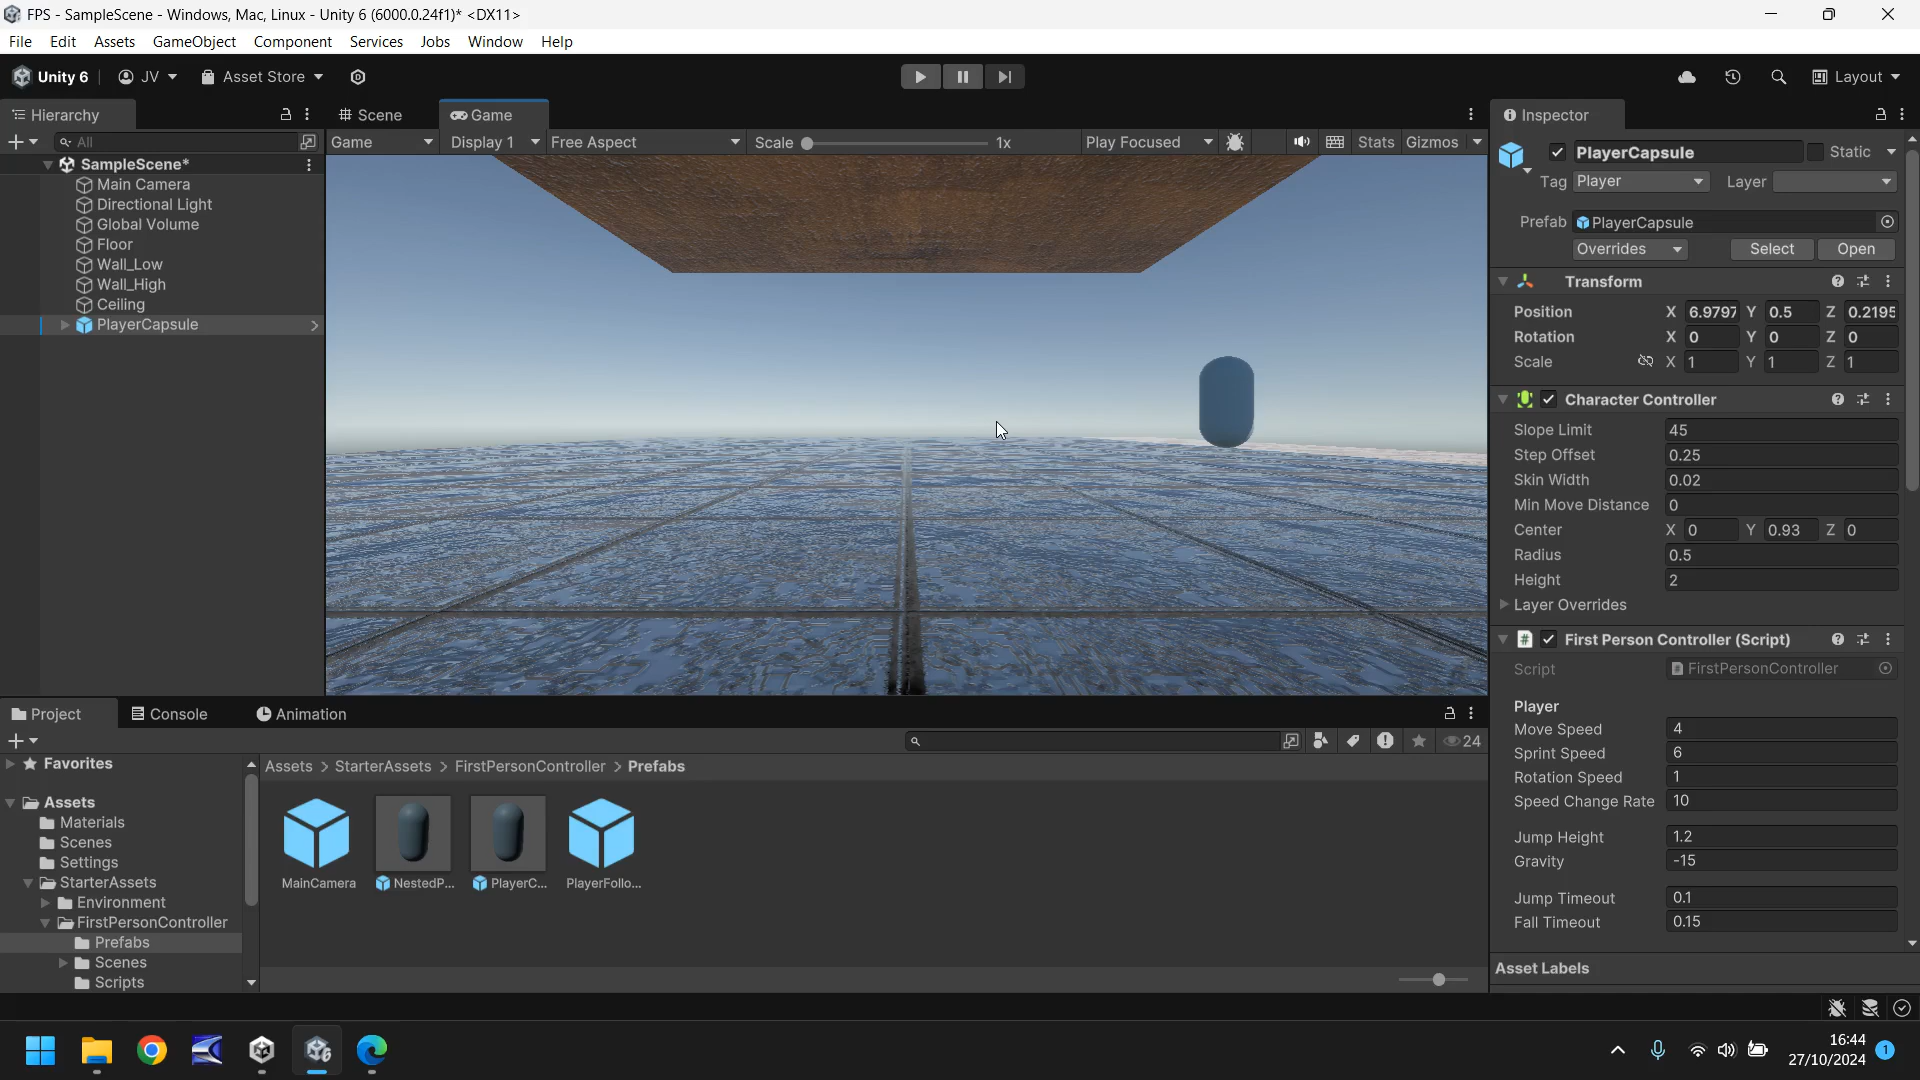 FPS - SampleScene - Windows, Mac, Linux - Unity 6 (6000.0.24f1)* <DX11>
File Edit Assets GameObject Component Services Jobs Window Help
Unity 6 JV Asset Store Layout
Hierarchy
All
SampleScene*
Main Camera
Directional Light
Global Volume
Floor
Wall_Low
Wall_High
Ceiling
PlayerCapsule
Scene Game
Game Display 1 Free Aspect Scale 1x Play Focused Stats Gizmos
Inspector
PlayerCapsule Static
Tag Player Layer
Prefab PlayerCapsule
Overrides Select Open
Transform
Position X 6.9797 Y 0.5 Z 0.2195
Rotation X 0 Y 0 Z 0
Scale X 1 Y 1 Z 1
Character Controller
Slope Limit 45
Step Offset 0.25
Skin Width 0.02
Min Move Distance 0
Center X 0 Y 0.93 Z 0
Radius 0.5
Height 2
Layer Overrides
# First Person Controller (Script)
Script FirstPersonController
Player
Move Speed 4
Sprint Speed 6
Rotation Speed 1
Speed Change Rate 10
Jump Height 1.2
Gravity -15
Jump Timeout 0.1
Fall Timeout 0.15
Asset Labels
Project Console Animation
24
Favorites
Assets
Materials
Scenes
Settings
StarterAssets
Environment
FirstPersonController
Prefabs
Scenes
Scripts
Assets > StarterAssets > FirstPersonController > Prefabs
MainCamera NestedP... PlayerC... PlayerFollo...
16:44
27/10/2024
1